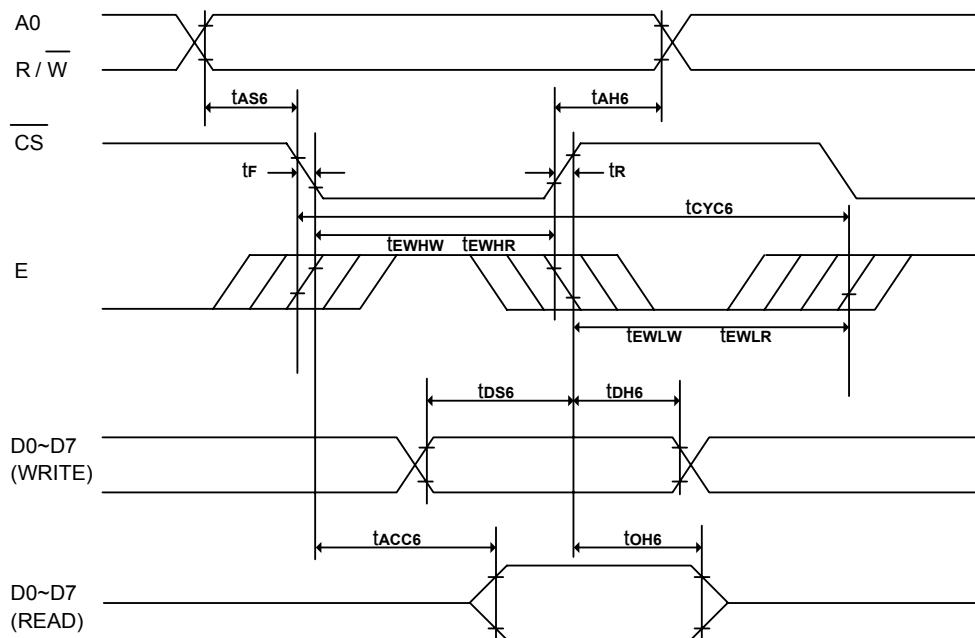 A0
R / W
tAS6 tAH6
CS
tF tR
tCYC6
tEWHW tEWHR
E
tEWLW tEWLR
tDS6 tDH6
D0~D7
(WRITE)
tACC6 tOH6
D0~D7
(READ)